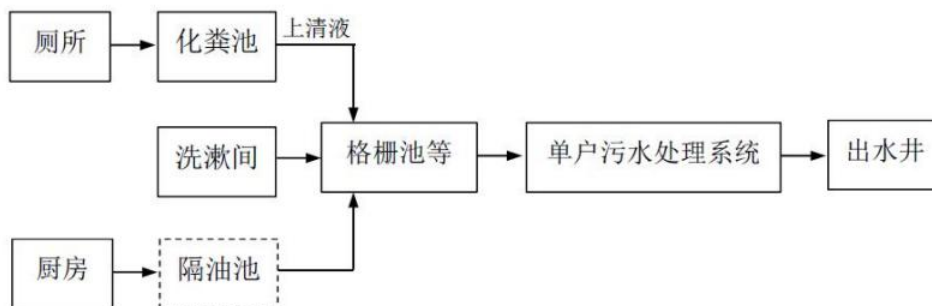 厕所
化粪池
上清液
洗漱间
格栅池等
单户污水处理系统
出水井
厨房
隔油池